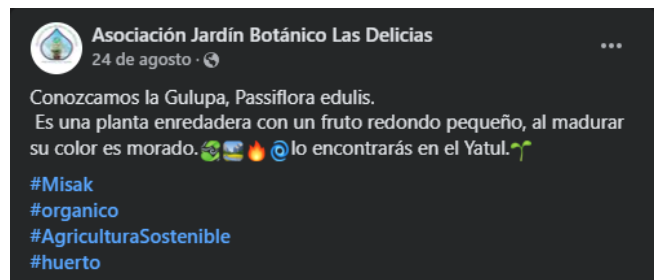 Asociación Jardín Botánico Las Delicias
24 de agosto ·
Conozcamos la Gulupa, Passiflora edulis.
Es una planta enredadera con un fruto redondo pequeño, al madurar
su color es morado. lo encontrarás en el Yatul.
#Misak
#organico
#AgriculturaSostenible
#huerto